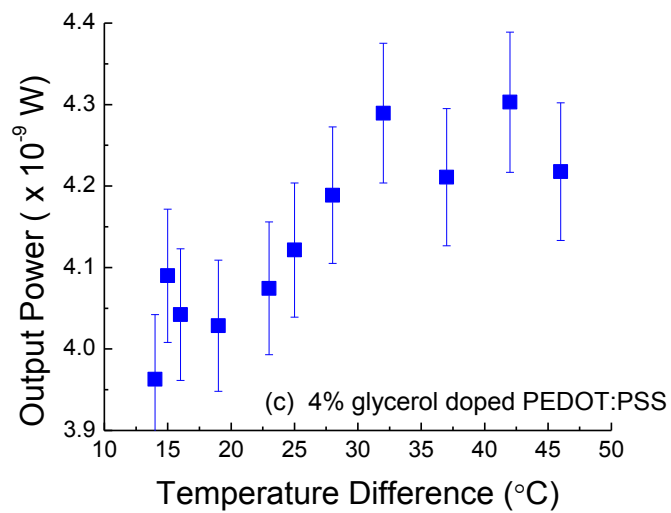 4.4
4.3
4.2
4.1
4.0
3.9
Output Power ( x 10⁻⁹ W)
(c) 4% glycerol doped PEDOT:PSS
10 15 20 25 30 35 40 45 50
Temperature Difference (°C)